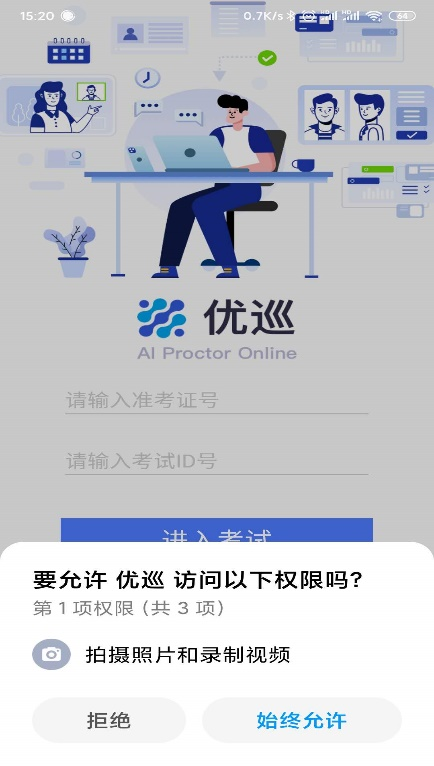 15:20 0.7K/s 64
优巡
AI Proctor Online
请输入准考证号
请输入考试ID号
进入考试
要允许 优巡 访问以下权限吗?
第 1 项权限 (共 3 项)
拍摄照片和录制视频
拒绝 始终允许